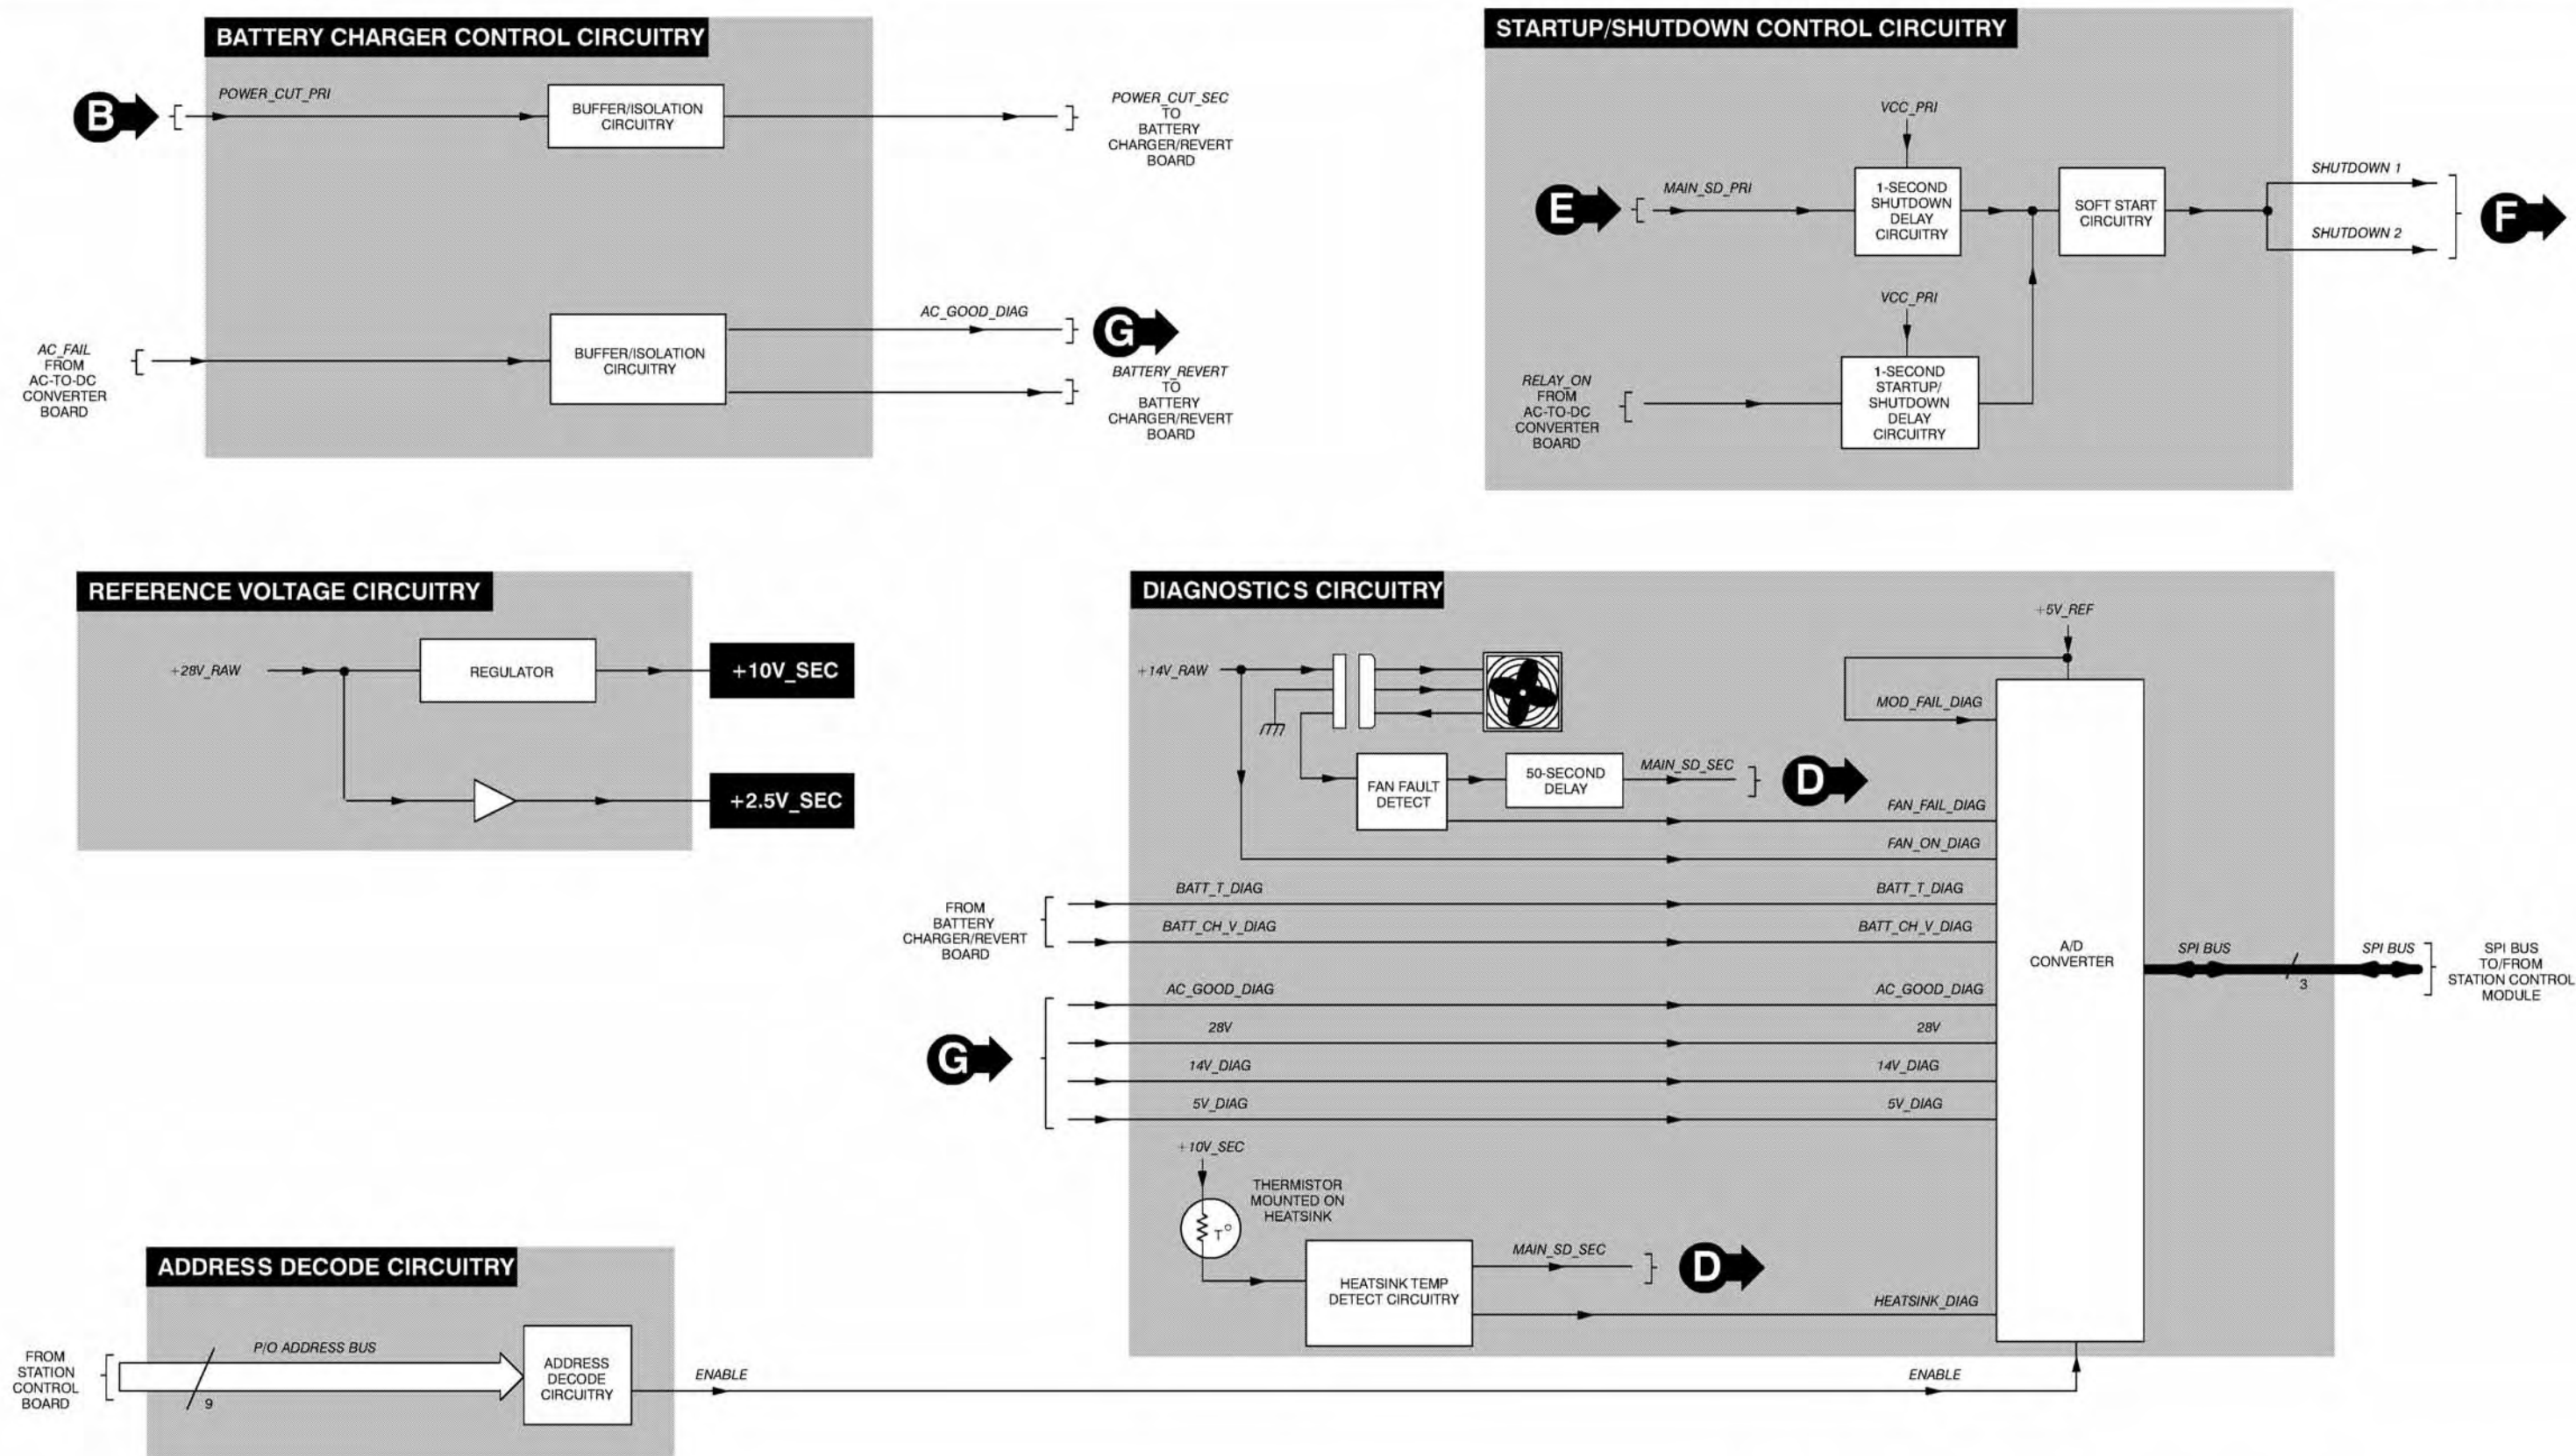 BATTERY CHARGER CONTROL CIRCUITRY
B
POWER_CUT_PRI
BUFFER/ISOLATION
CIRCUITRY
POWER_CUT_SEC
TO
BATTERY
CHARGER/REVERT
BOARD
AC_FAIL
FROM
AC-TO-DC
CONVERTER
BOARD
BUFFER/ISOLATION
CIRCUITRY
AC_GOOD_DIAG
G
BATTERY_REVERT
TO
BATTERY
CHARGER/REVERT
BOARD
STARTUP/SHUTDOWN CONTROL CIRCUITRY
VCC_PRI
E
MAIN_SD_PRI
1-SECOND
SHUTDOWN
DELAY
CIRCUITRY
SOFT START
CIRCUITRY
SHUTDOWN 1
SHUTDOWN 2
F
VCC_PRI
RELAY_ON
FROM
AC-TO-DC
CONVERTER
BOARD
1-SECOND
STARTUP/
SHUTDOWN
DELAY
CIRCUITRY
REFERENCE VOLTAGE CIRCUITRY
+28V_RAW
REGULATOR
+10V_SEC
+2.5V_SEC
DIAGNOSTICS CIRCUITRY
+5V_REF
+14V_RAW
MOD_FAIL_DIAG
FAN FAULT
DETECT
50-SECOND
DELAY
MAIN_SD_SEC
D
FAN_FAIL_DIAG
FAN_ON_DIAG
FROM
BATTERY
CHARGER/REVERT
BOARD
BATT_T_DIAG
BATT_T_DIAG
BATT_CH_V_DIAG
BATT_CH_V_DIAG
A/D
CONVERTER
SPI BUS
3
SPI BUS
SPI BUS
TO/FROM
STATION CONTROL
MODULE
G
AC_GOOD_DIAG
AC_GOOD_DIAG
28V
28V
14V_DIAG
14V_DIAG
5V_DIAG
5V_DIAG
+10V_SEC
THERMISTOR
MOUNTED ON
HEATSINK
T°
HEATSINK TEMP
DETECT CIRCUITRY
MAIN_SD_SEC
D
HEATSINK_DIAG
ADDRESS DECODE CIRCUITRY
FROM
STATION
CONTROL
BOARD
P/O ADDRESS BUS
9
ADDRESS
DECODE
CIRCUITRY
ENABLE
ENABLE